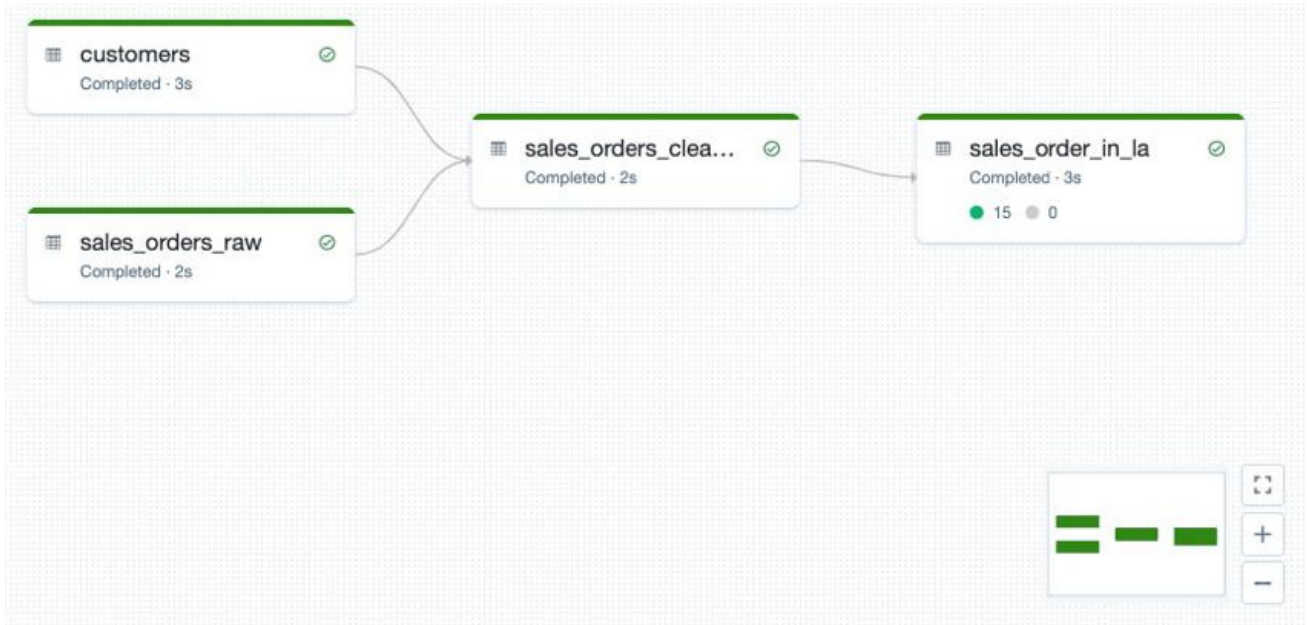 customers
Completed · 3s
sales_orders_raw
Completed · 2s
sales_orders_clea...
Completed · 2s
sales_order_in_la
Completed · 3s
15 0